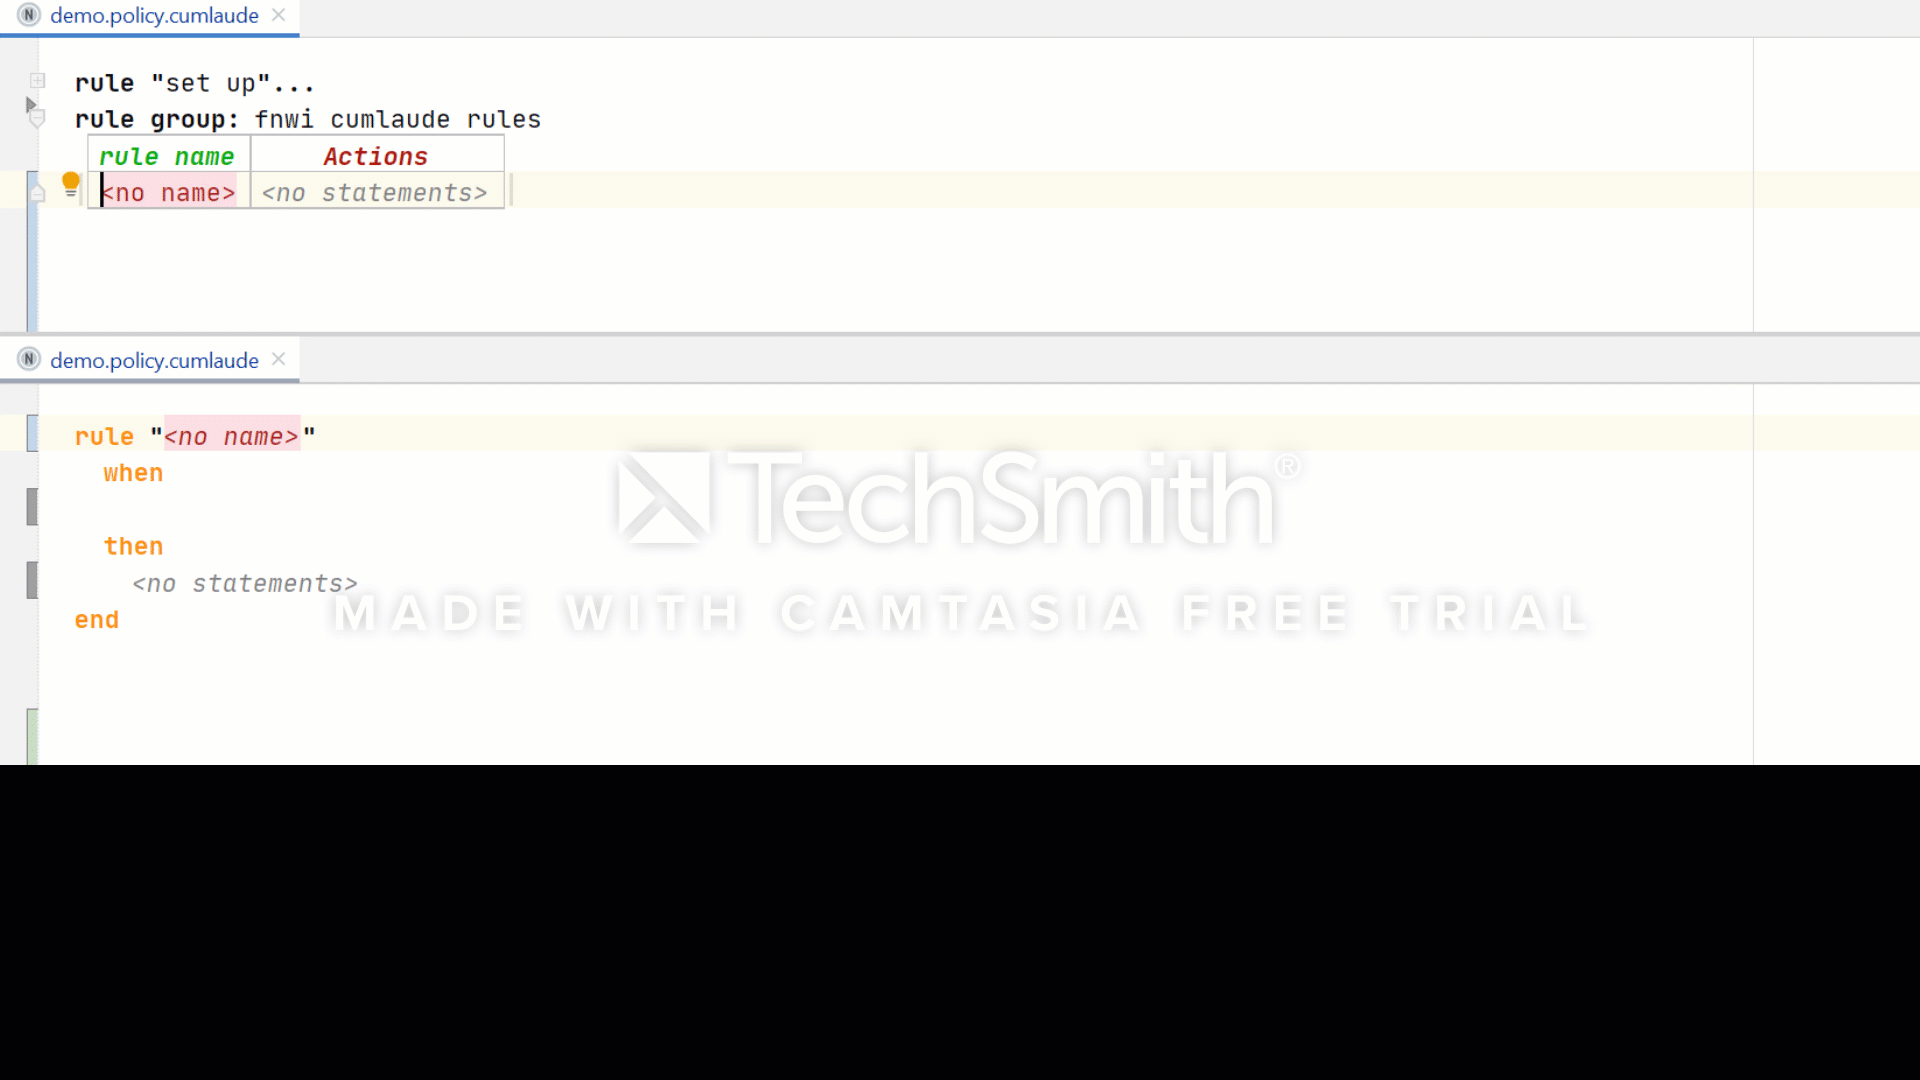 N demo.policy.cumlaude
rule "set up"...
rule group: fnwi cumlaude rules
rule name Actions
<no name> <no statements>
N demo.policy.cumlaude
rule "<no name>"
when
then
<no statements>
end
TechSmith®
MADE WITH CAMTASIA FREE TRIAL